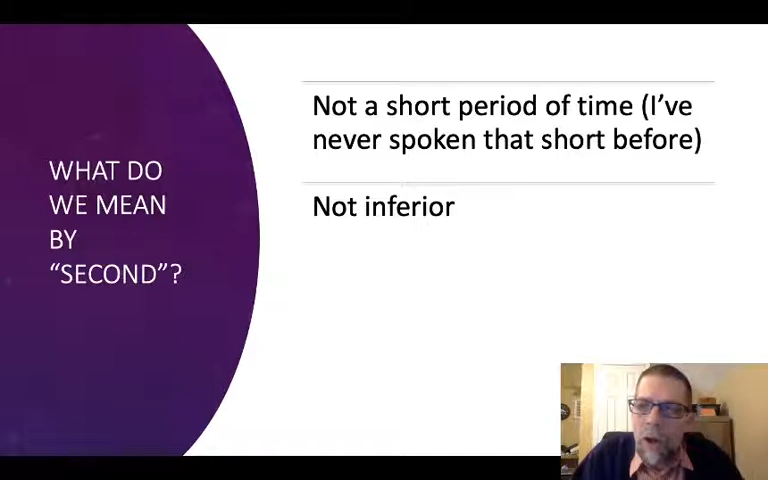 WHAT DO
WE MEAN
BY
“SECOND”?
Not a short period of time (I’ve
never spoken that short before)
Not inferior